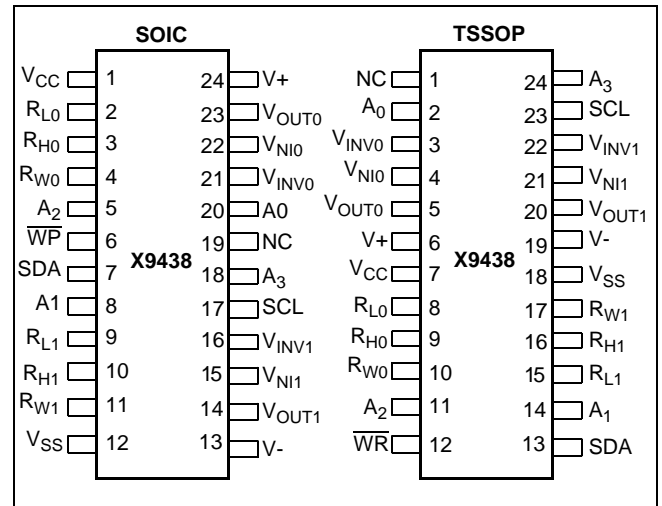 SOIC
VCC 1 24 V+
RL0 2 23 VOUT0
RH0 3 22 VNI0
RW0 4 21 VINV0
A2 5 20 A0
WP 6 19 NC
SDA 7 X9438 18 A3
A1 8 17 SCL
RL1 9 16 VINV1
RH1 10 15 VNI1
RW1 11 14 VOUT1
VSS 12 13 V-
TSSOP
NC 1 24 A3
A0 2 23 SCL
VINV0 3 22 VINV1
VNI0 4 21 VNI1
VOUT0 5 20 VOUT1
V+ 6 19 V-
VCC 7 X9438 18 VSS
RL0 8 17 RW1
RH0 9 16 RH1
RW0 10 15 RL1
A2 11 14 A1
WR 12 13 SDA